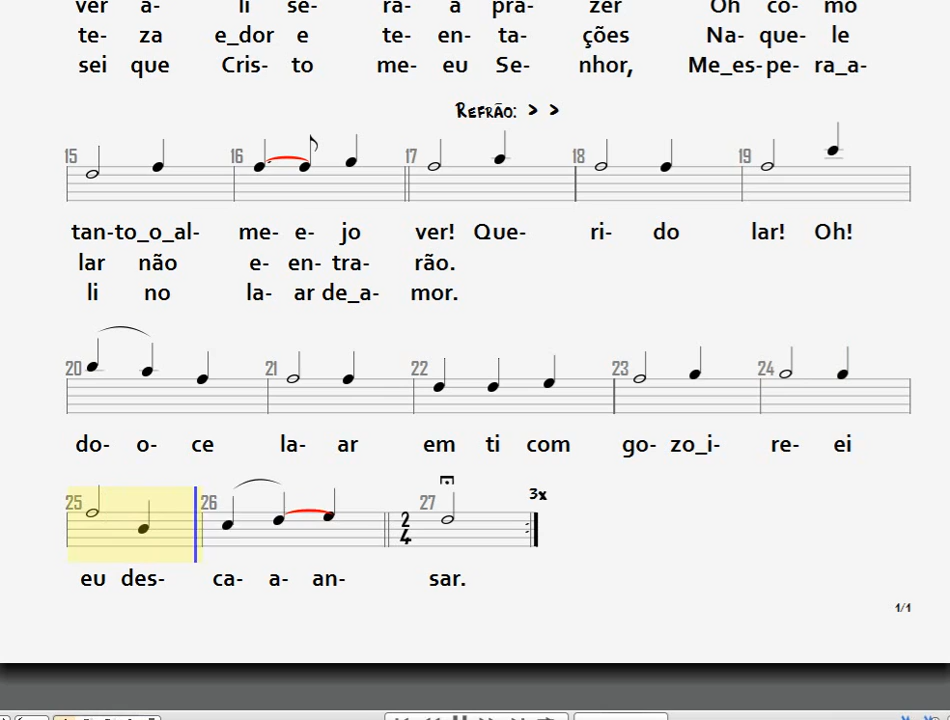 ver a- li se- ra- a pra- zer Oh co- mo
te- za e_dor e te- en- ta- ções Na- que- le
sei que Cris- to me- eu Se- nhor, Me_es- pe- ra_a-
REFRÃO: > >
15 16 17 18 19
tan-to_o_al- me- e- jo ver! Que- ri- do lar! Oh!
lar não e- en- tra- rão.
li no la- ar de_a- mor.
20 21 22 23 24
do- o- ce la- ar em ti com go- zo_i- re- ei
25 26 27 2/4 3x
eu des- ca- a- an- sar.
1/1